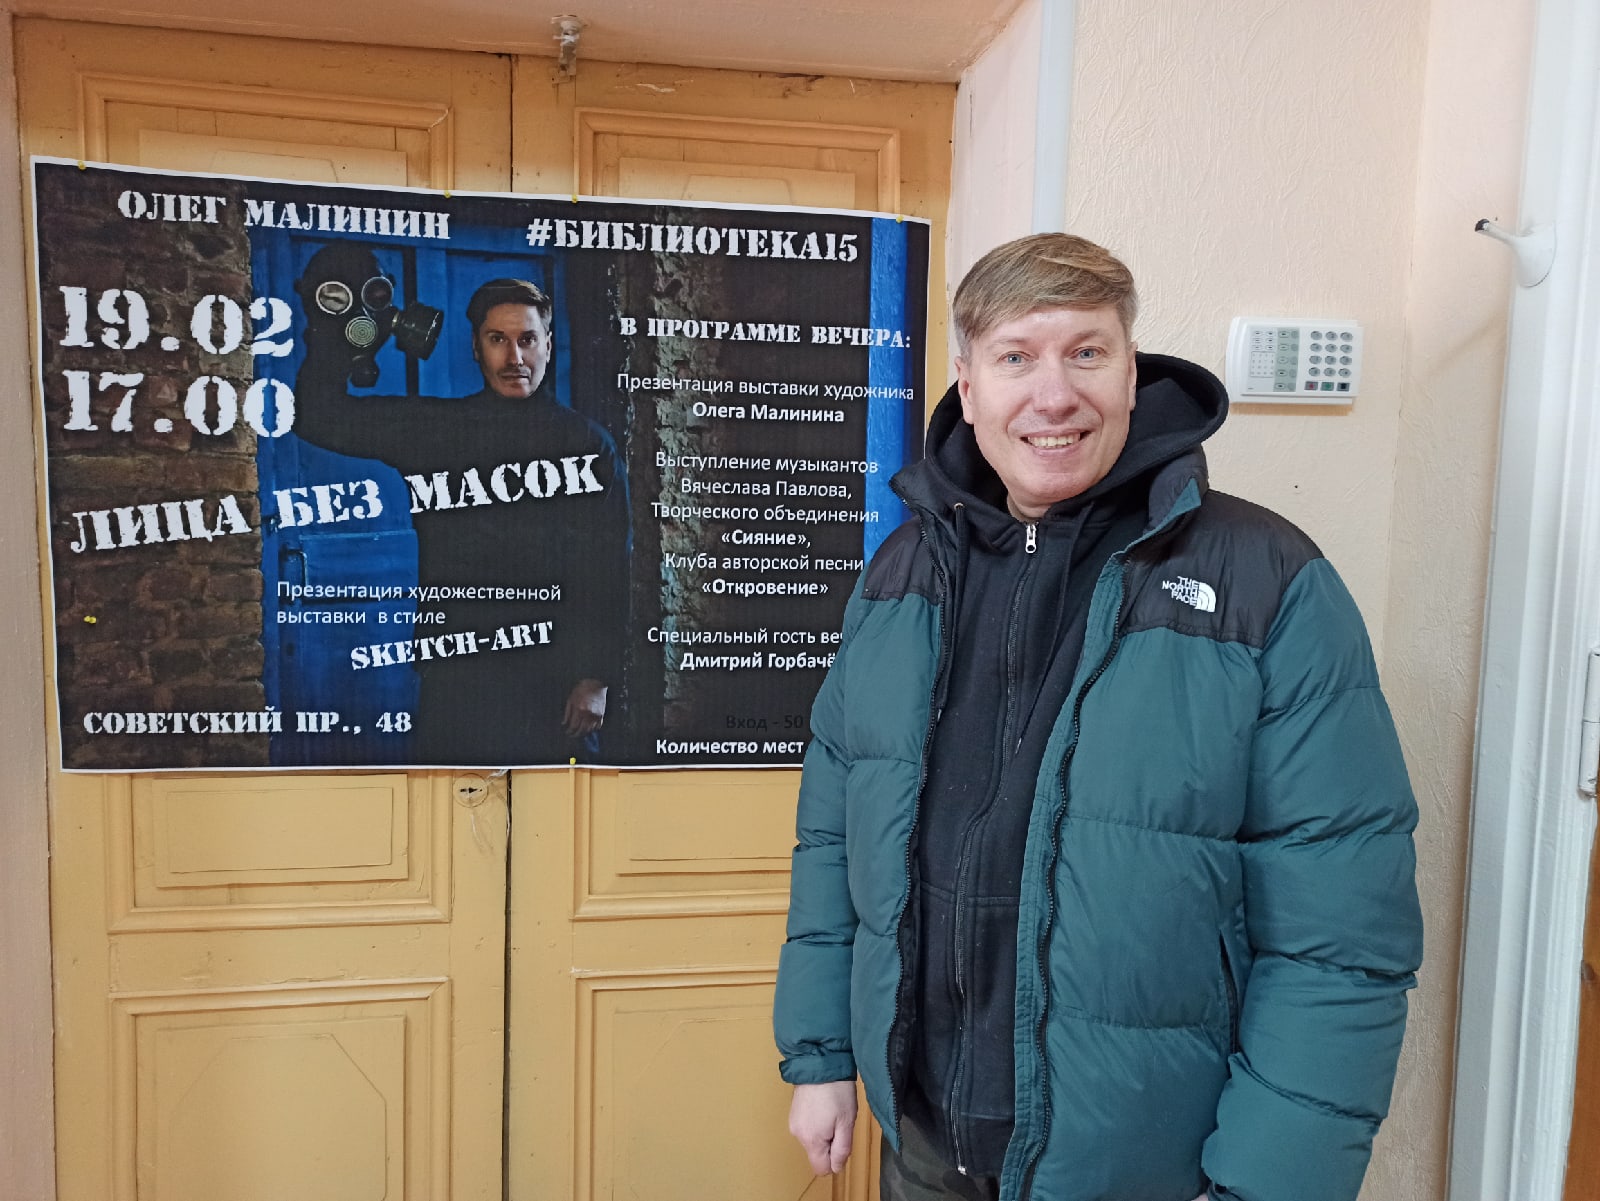 ОЛЕГ МАЛИНИН
#БИБЛИОТЕКА15
19.02
17.00
ЛИЦА БЕЗ МАСОК
Презентация художественной
выставки в стиле
SKETCH-ART
СОВЕТСКИЙ ПР., 48
В ПРОГРАММЕ ВЕЧЕРА:
Презентация выставки художника
Олега Малинина
Выступление музыкантов
Вячеслава Павлова,
Творческого объединения
«Сияние»,
Клуба авторской песни
«Откровение»
Специальный гость
Дмитрий
Вход - 50
Количество мест
THE
NORTH
FACE